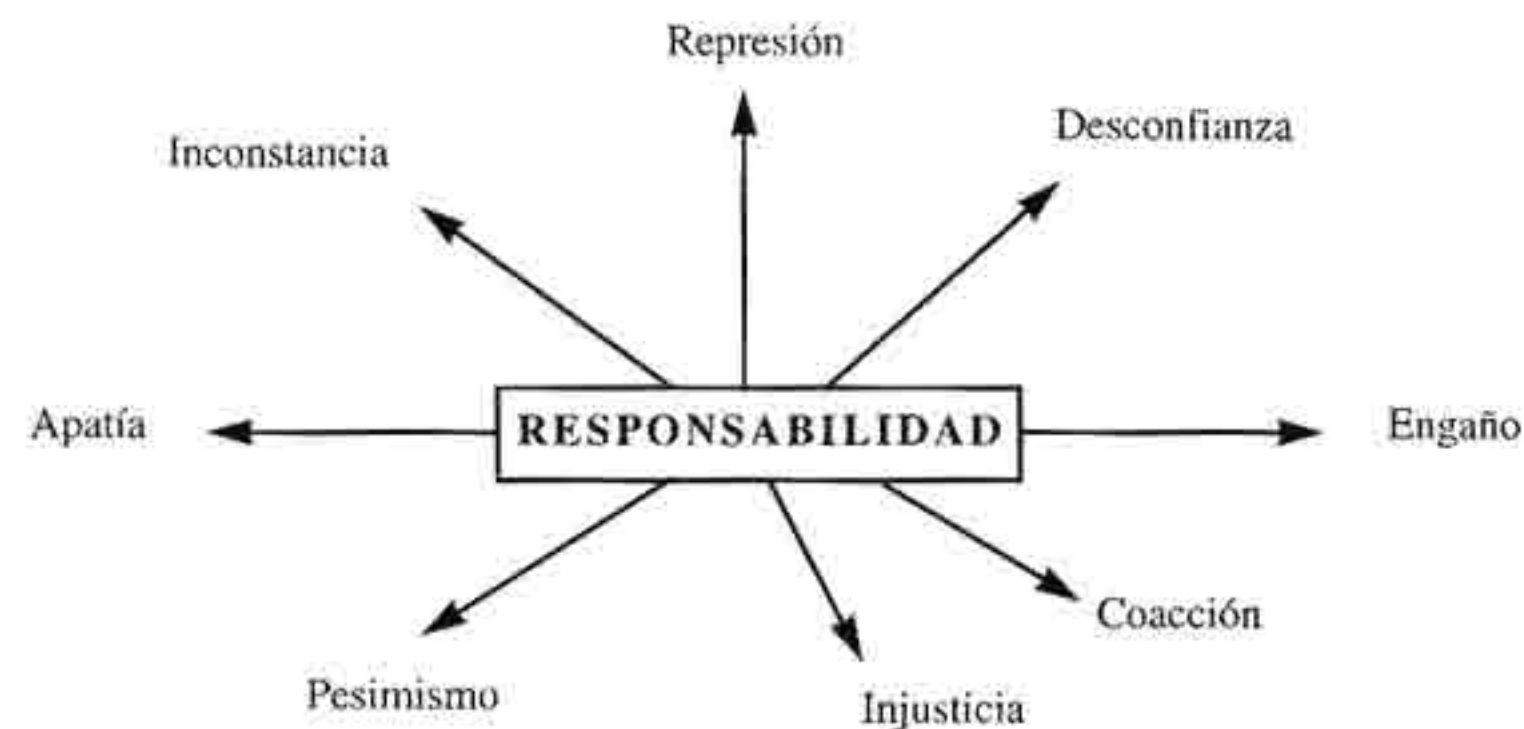 Represión
Desconfianza
Inconstancia
Apatía
RESPONSABILIDAD
Engaño
Coacción
Pesimismo
Injusticia